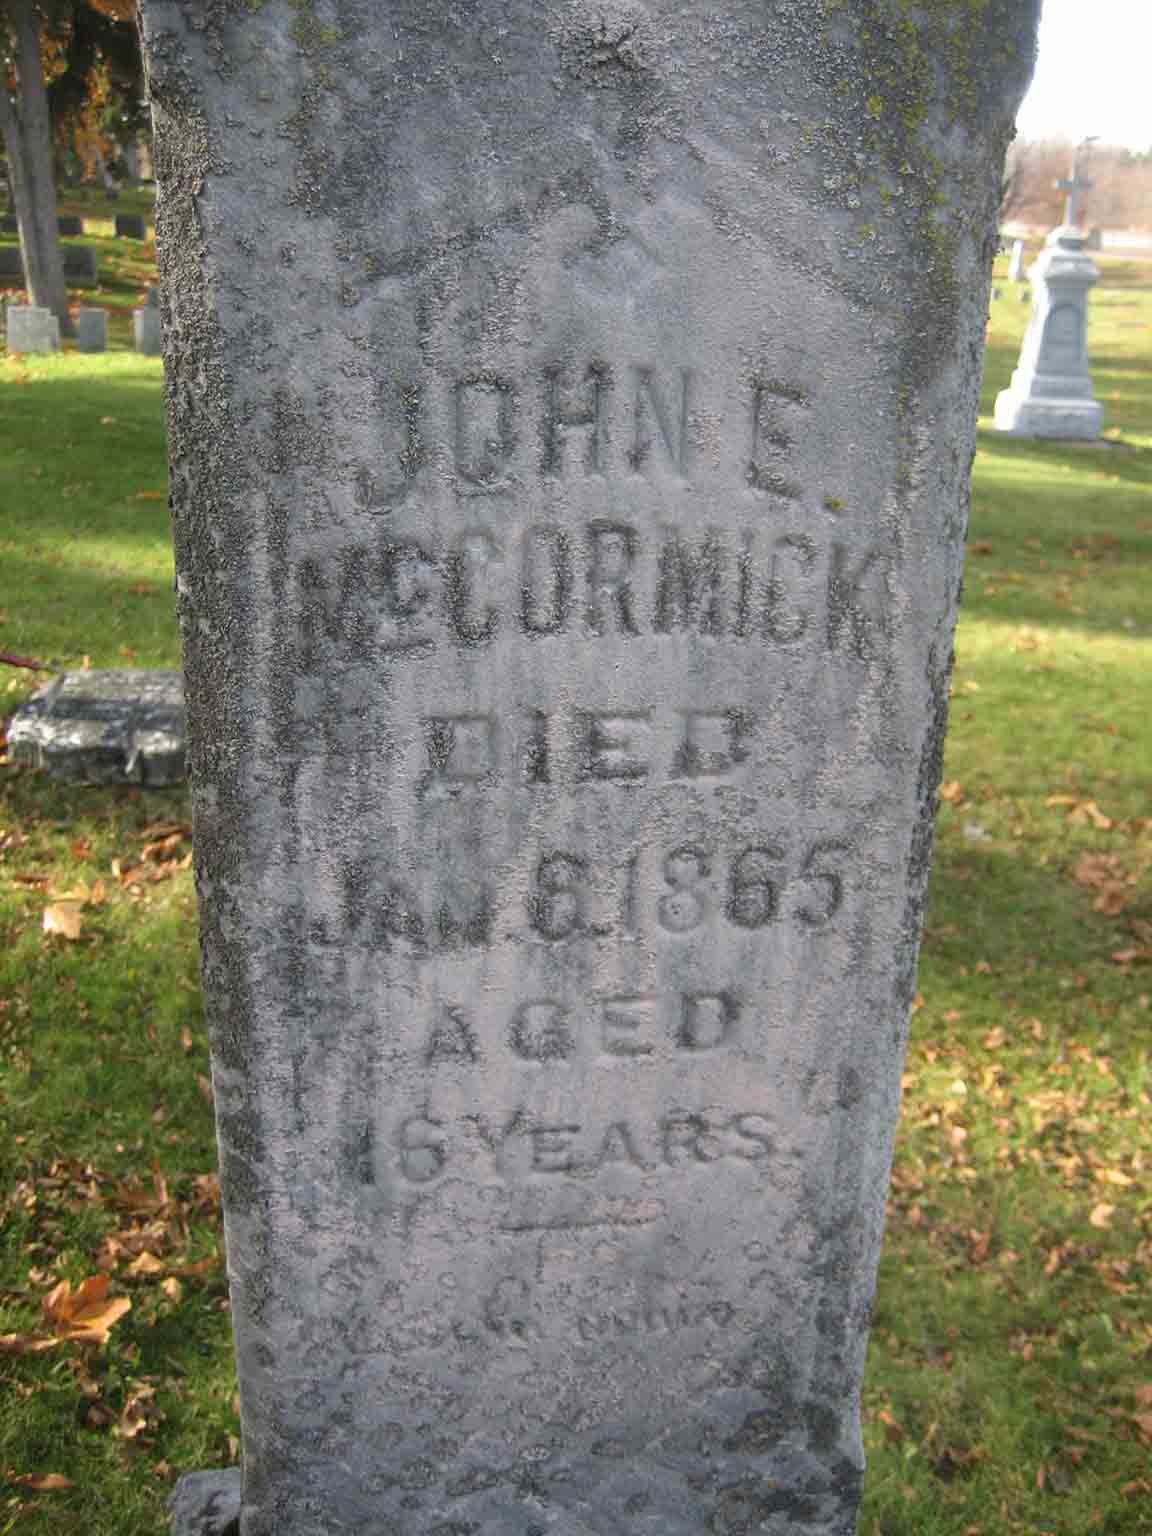 JOHN E.
McCORMICK
DIED
JAN 6. 1865
AGED
16 YEARS.